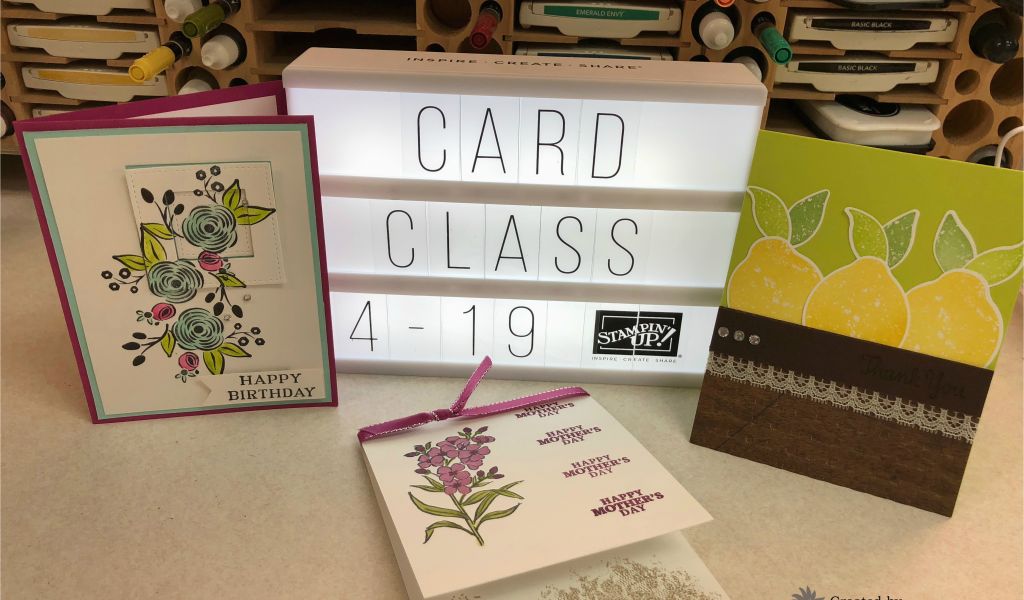 EMERALD ENVY
BASIC BLACK
BASIC BLACK
INSPIRE · CREATE · SHARE
CARD
CLASS
4-19
STAMPIN' UP!
INSPIRE · CREATE · SHARE
HAPPY
BIRTHDAY
Thank You
HAPPY
MOTHER'S
DAY
HAPPY
MOTHER'S
DAY
HAPPY
MOTHER'S
DAY
HAPPY
MOTHER'S
DAY
Created by